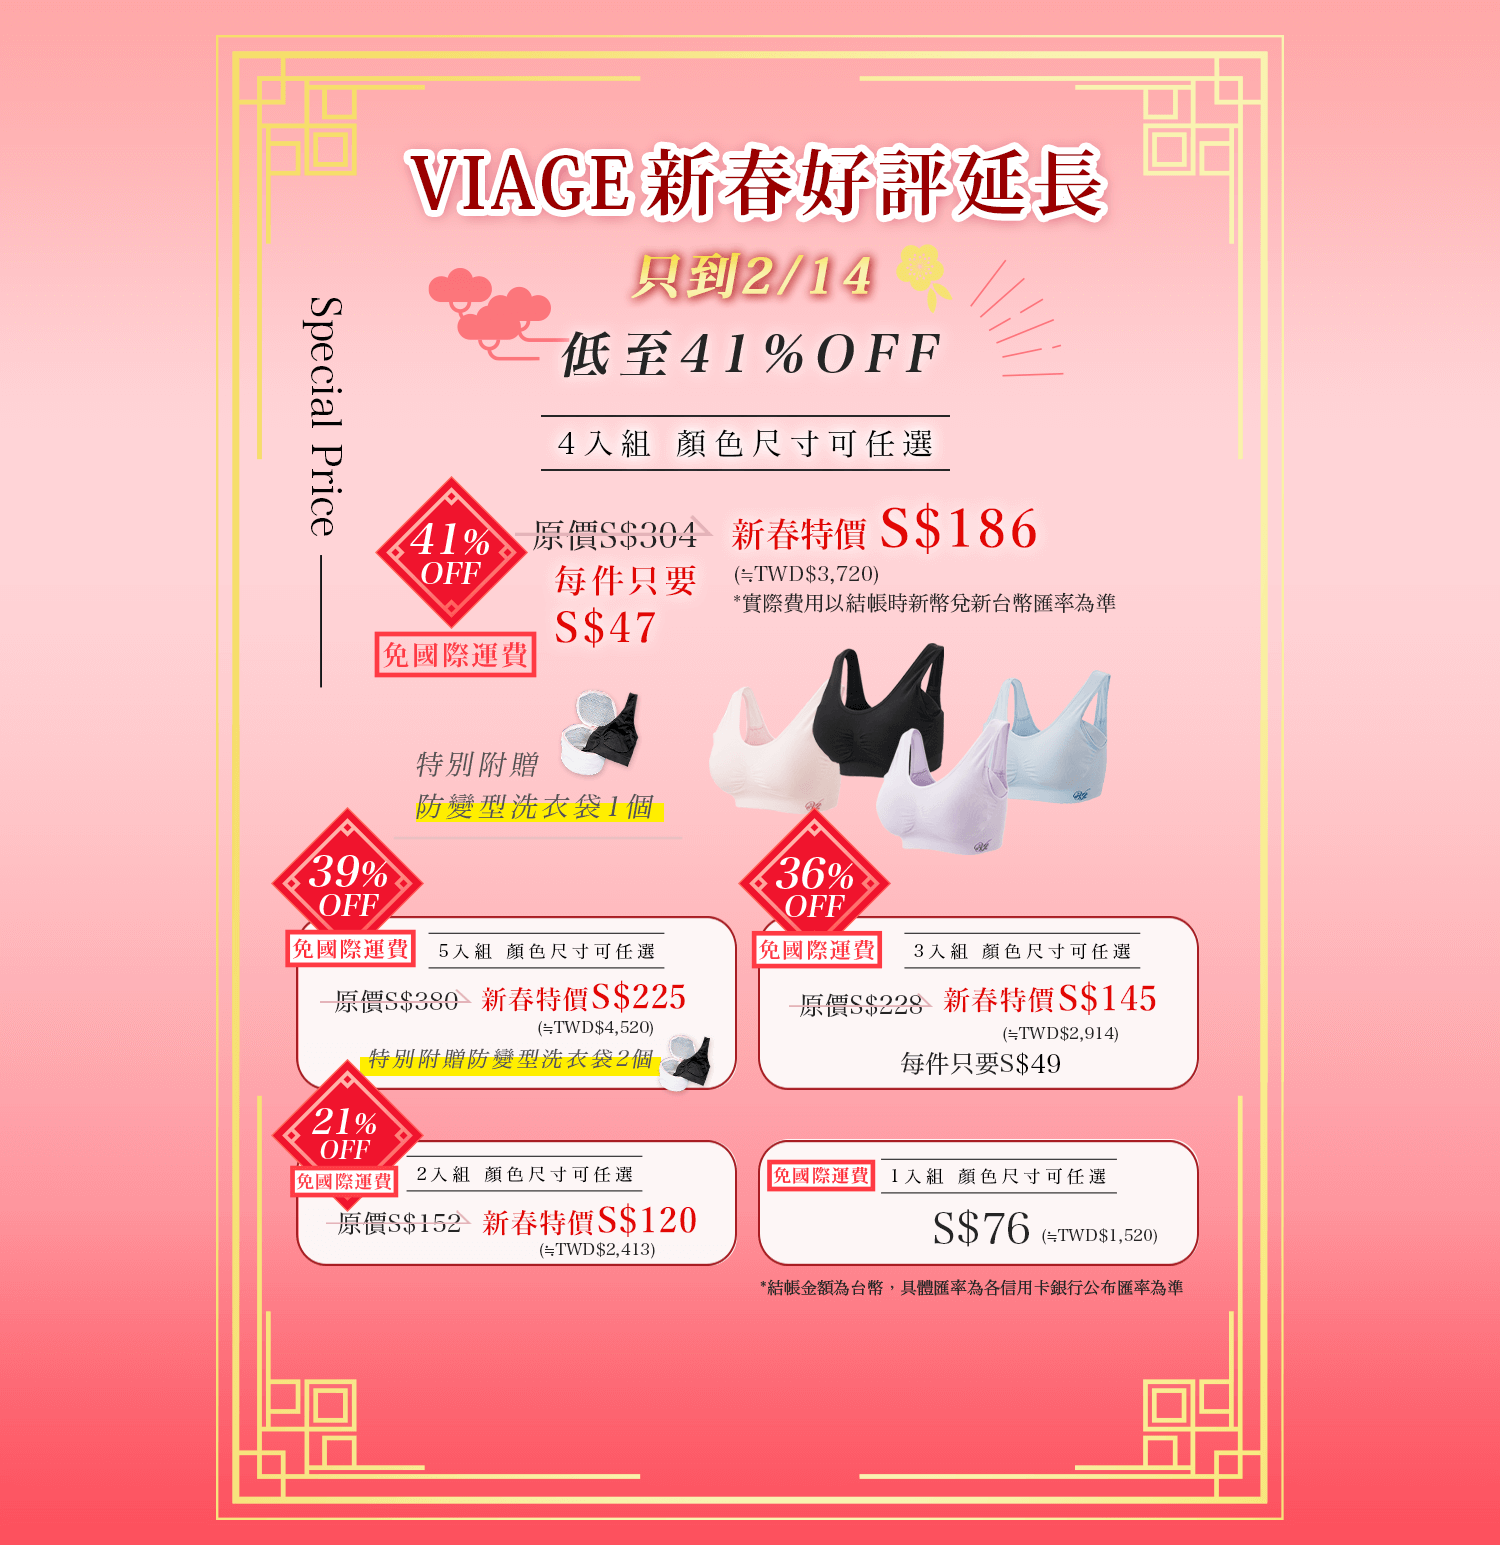 VIAGE新春好評延長
只到2/14
低至41%OFF
Special Price
4入組 顏色尺寸可任選
41%
OFF
免國際運費
原價S$304
每件只要
S$47
新春特價 S$186
(≒TWD$3,720)
*實際費用以結帳時新幣兌新台幣匯率為準
特別附贈
防變型洗衣袋1個
39%
OFF
免國際運費
5入組 顏色尺寸可任選
原價S$380 新春特價S$225
(≒TWD$4,520)
特別附贈防變型洗衣袋2個
36%
OFF
免國際運費
3入組 顏色尺寸可任選
原價S$228 新春特價S$145
(≒TWD$2,914)
每件只要S$49
21%
OFF
免國際運費
2入組 顏色尺寸可任選
原價S$152 新春特價S$120
(≒TWD$2,413)
免國際運費
1入組 顏色尺寸可任選
S$76 (≒TWD$1,520)
*結帳金額為台幣，具體匯率為各信用卡銀行公布匯率為準